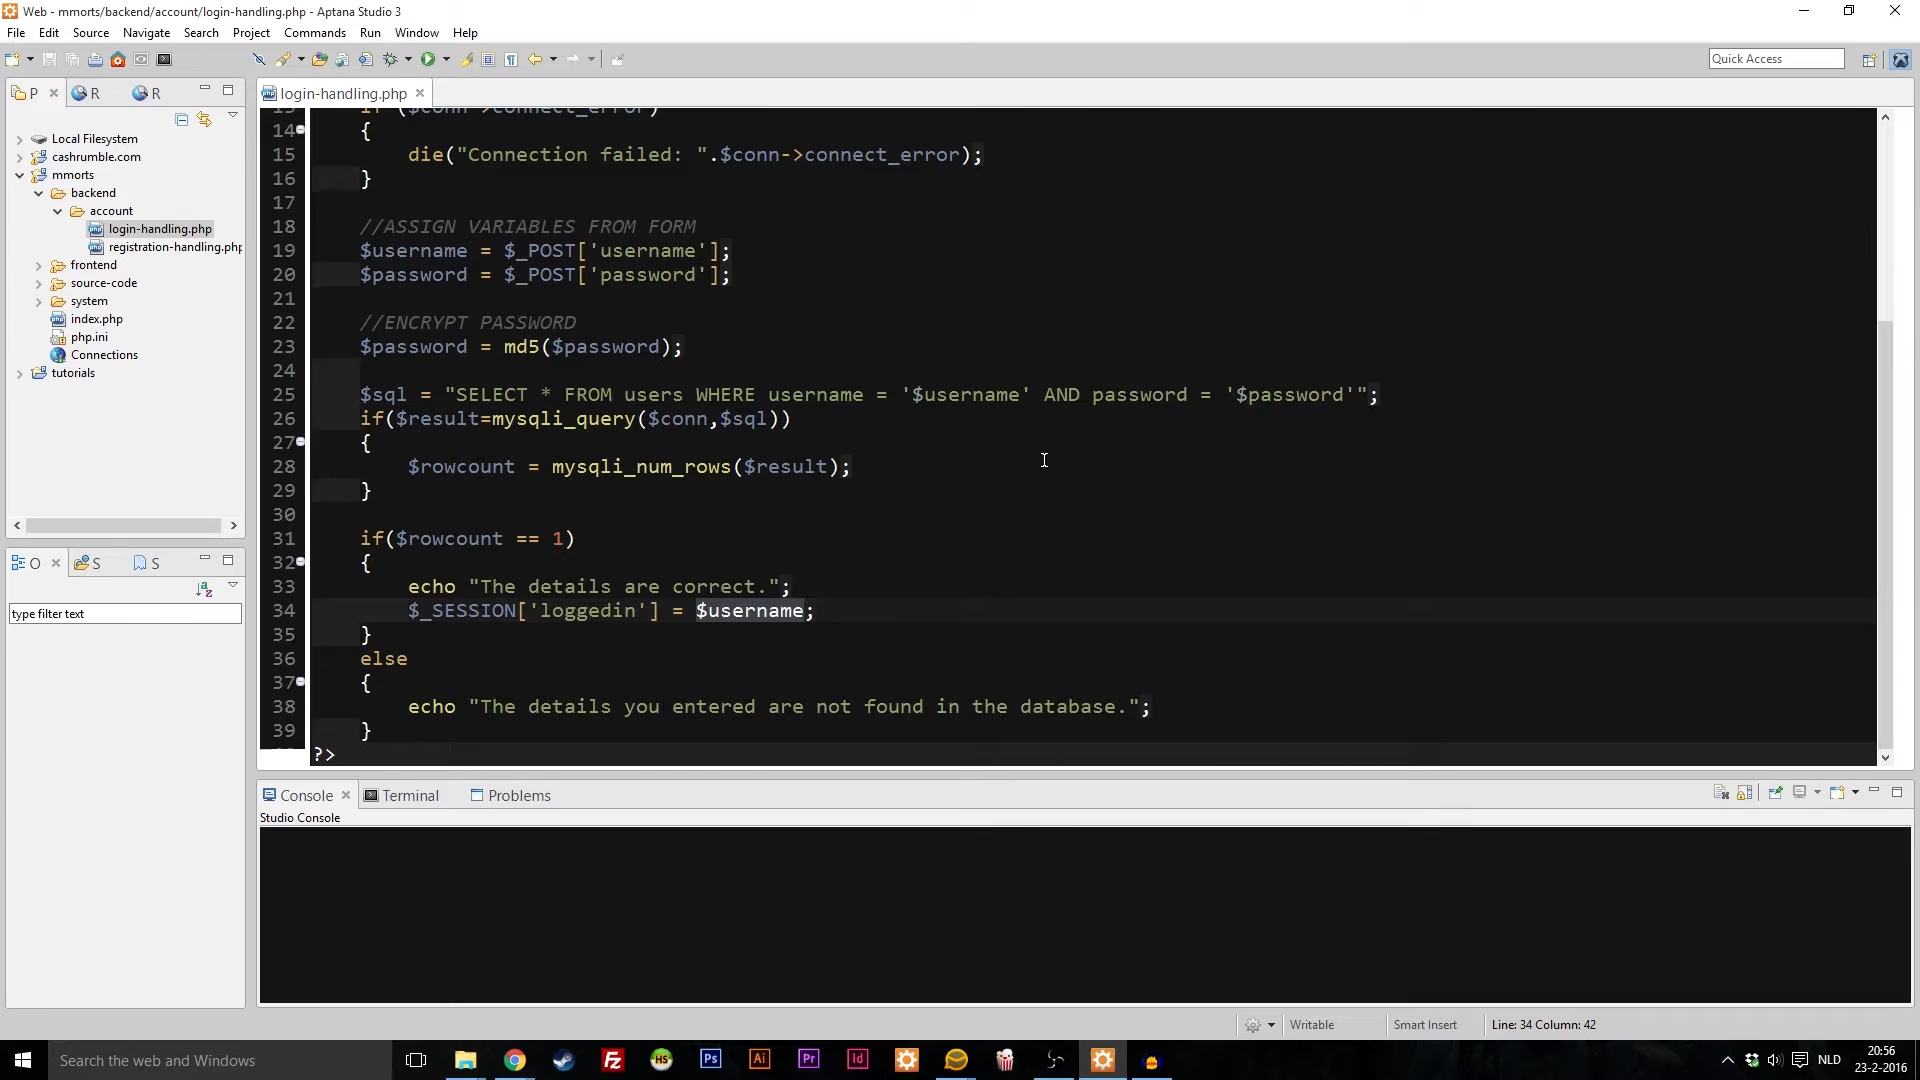 Web - mmorts/backend/account/login-handling.php - Aptana Studio 3
File Edit Source Navigate Search Project Commands Run Window Help
Quick Access
P R R
login-handling.php
Local Filesystem
cashrumble.com
mmorts
backend
account
login-handling.php
registration-handling.php
frontend
source-code
system
index.php
php.ini
Connections
tutorials
O S S
type filter text
if ($conn->connect_error)
14 {
15 die("Connection failed: ".$conn->connect_error);
16 }
17
18 //ASSIGN VARIABLES FROM FORM
19 $username = $_POST['username'];
20 $password = $_POST['password'];
21
22 //ENCRYPT PASSWORD
23 $password = md5($password);
24
25 $sql = "SELECT * FROM users WHERE username = '$username' AND password = '$password'";
26 if($result=mysqli_query($conn,$sql))
27 {
28 $rowcount = mysqli_num_rows($result);
29 }
30
31 if($rowcount == 1)
32 {
33 echo "The details are correct.";
34 $_SESSION['loggedin'] = $username;
35 }
36 else
37 {
38 echo "The details you entered are not found in the database.";
39 }
?>
Console Terminal Problems
Studio Console
Writable Smart Insert Line: 34 Column: 42
Search the web and Windows
HS Ps Ai Pr Id
NLD
20:56
23-2-2016